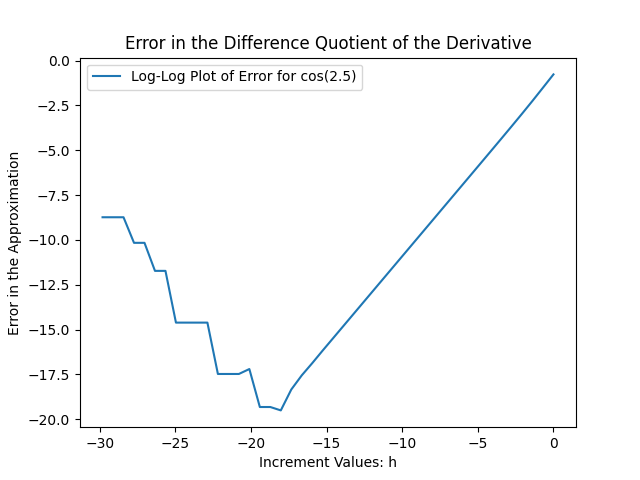 Error in the Difference Quotient of the Derivative
Log-Log Plot of Error for cos(2.5)
Error in the Approximation
0.0
−2.5
−5.0
−7.5
−10.0
−12.5
−15.0
−17.5
−20.0
−30 −25 −20 −15 −10 −5 0
Increment Values: h